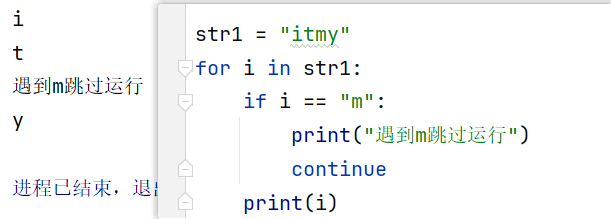 i
t
遇到m跳过运行
y
进程已结束，退出
str1 = "itmy"
for i in str1:
    if i == "m":
        print("遇到m跳过运行")
        continue
    print(i)